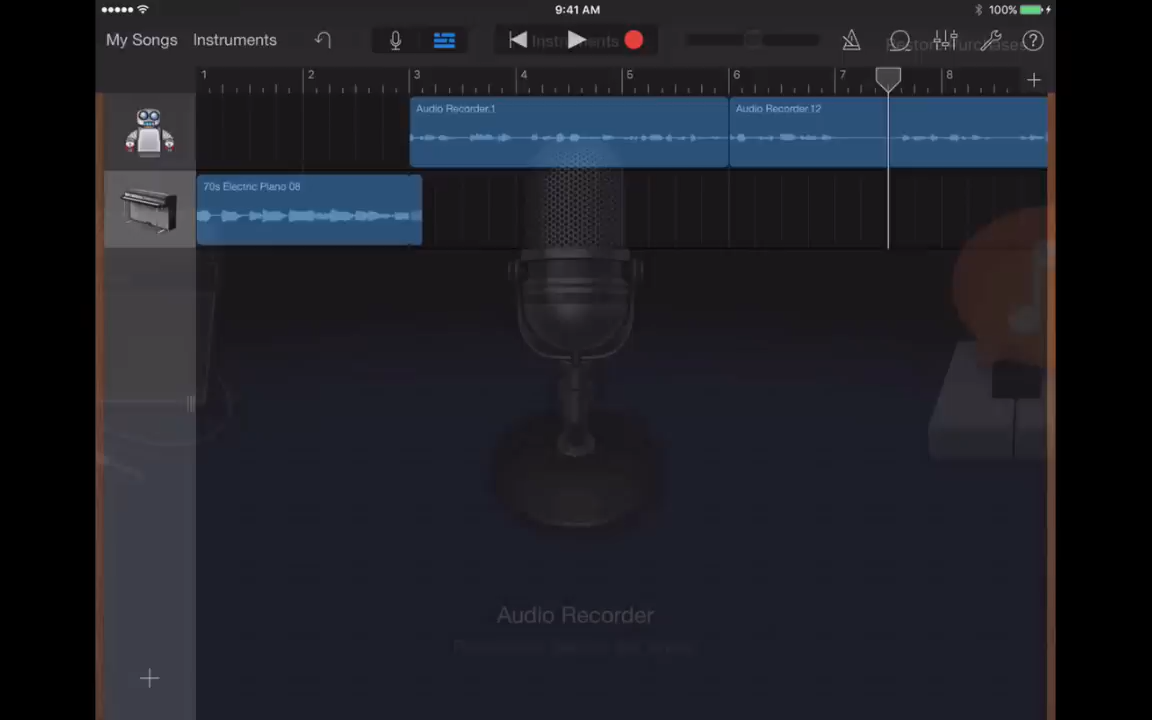 9:41 AM
100%
My Songs Instruments
Instruments
1 2 3 4 5 6 7 8
Audio Recorder.1
Audio Recorder.12
70s Electric Piano 08
Audio Recorder